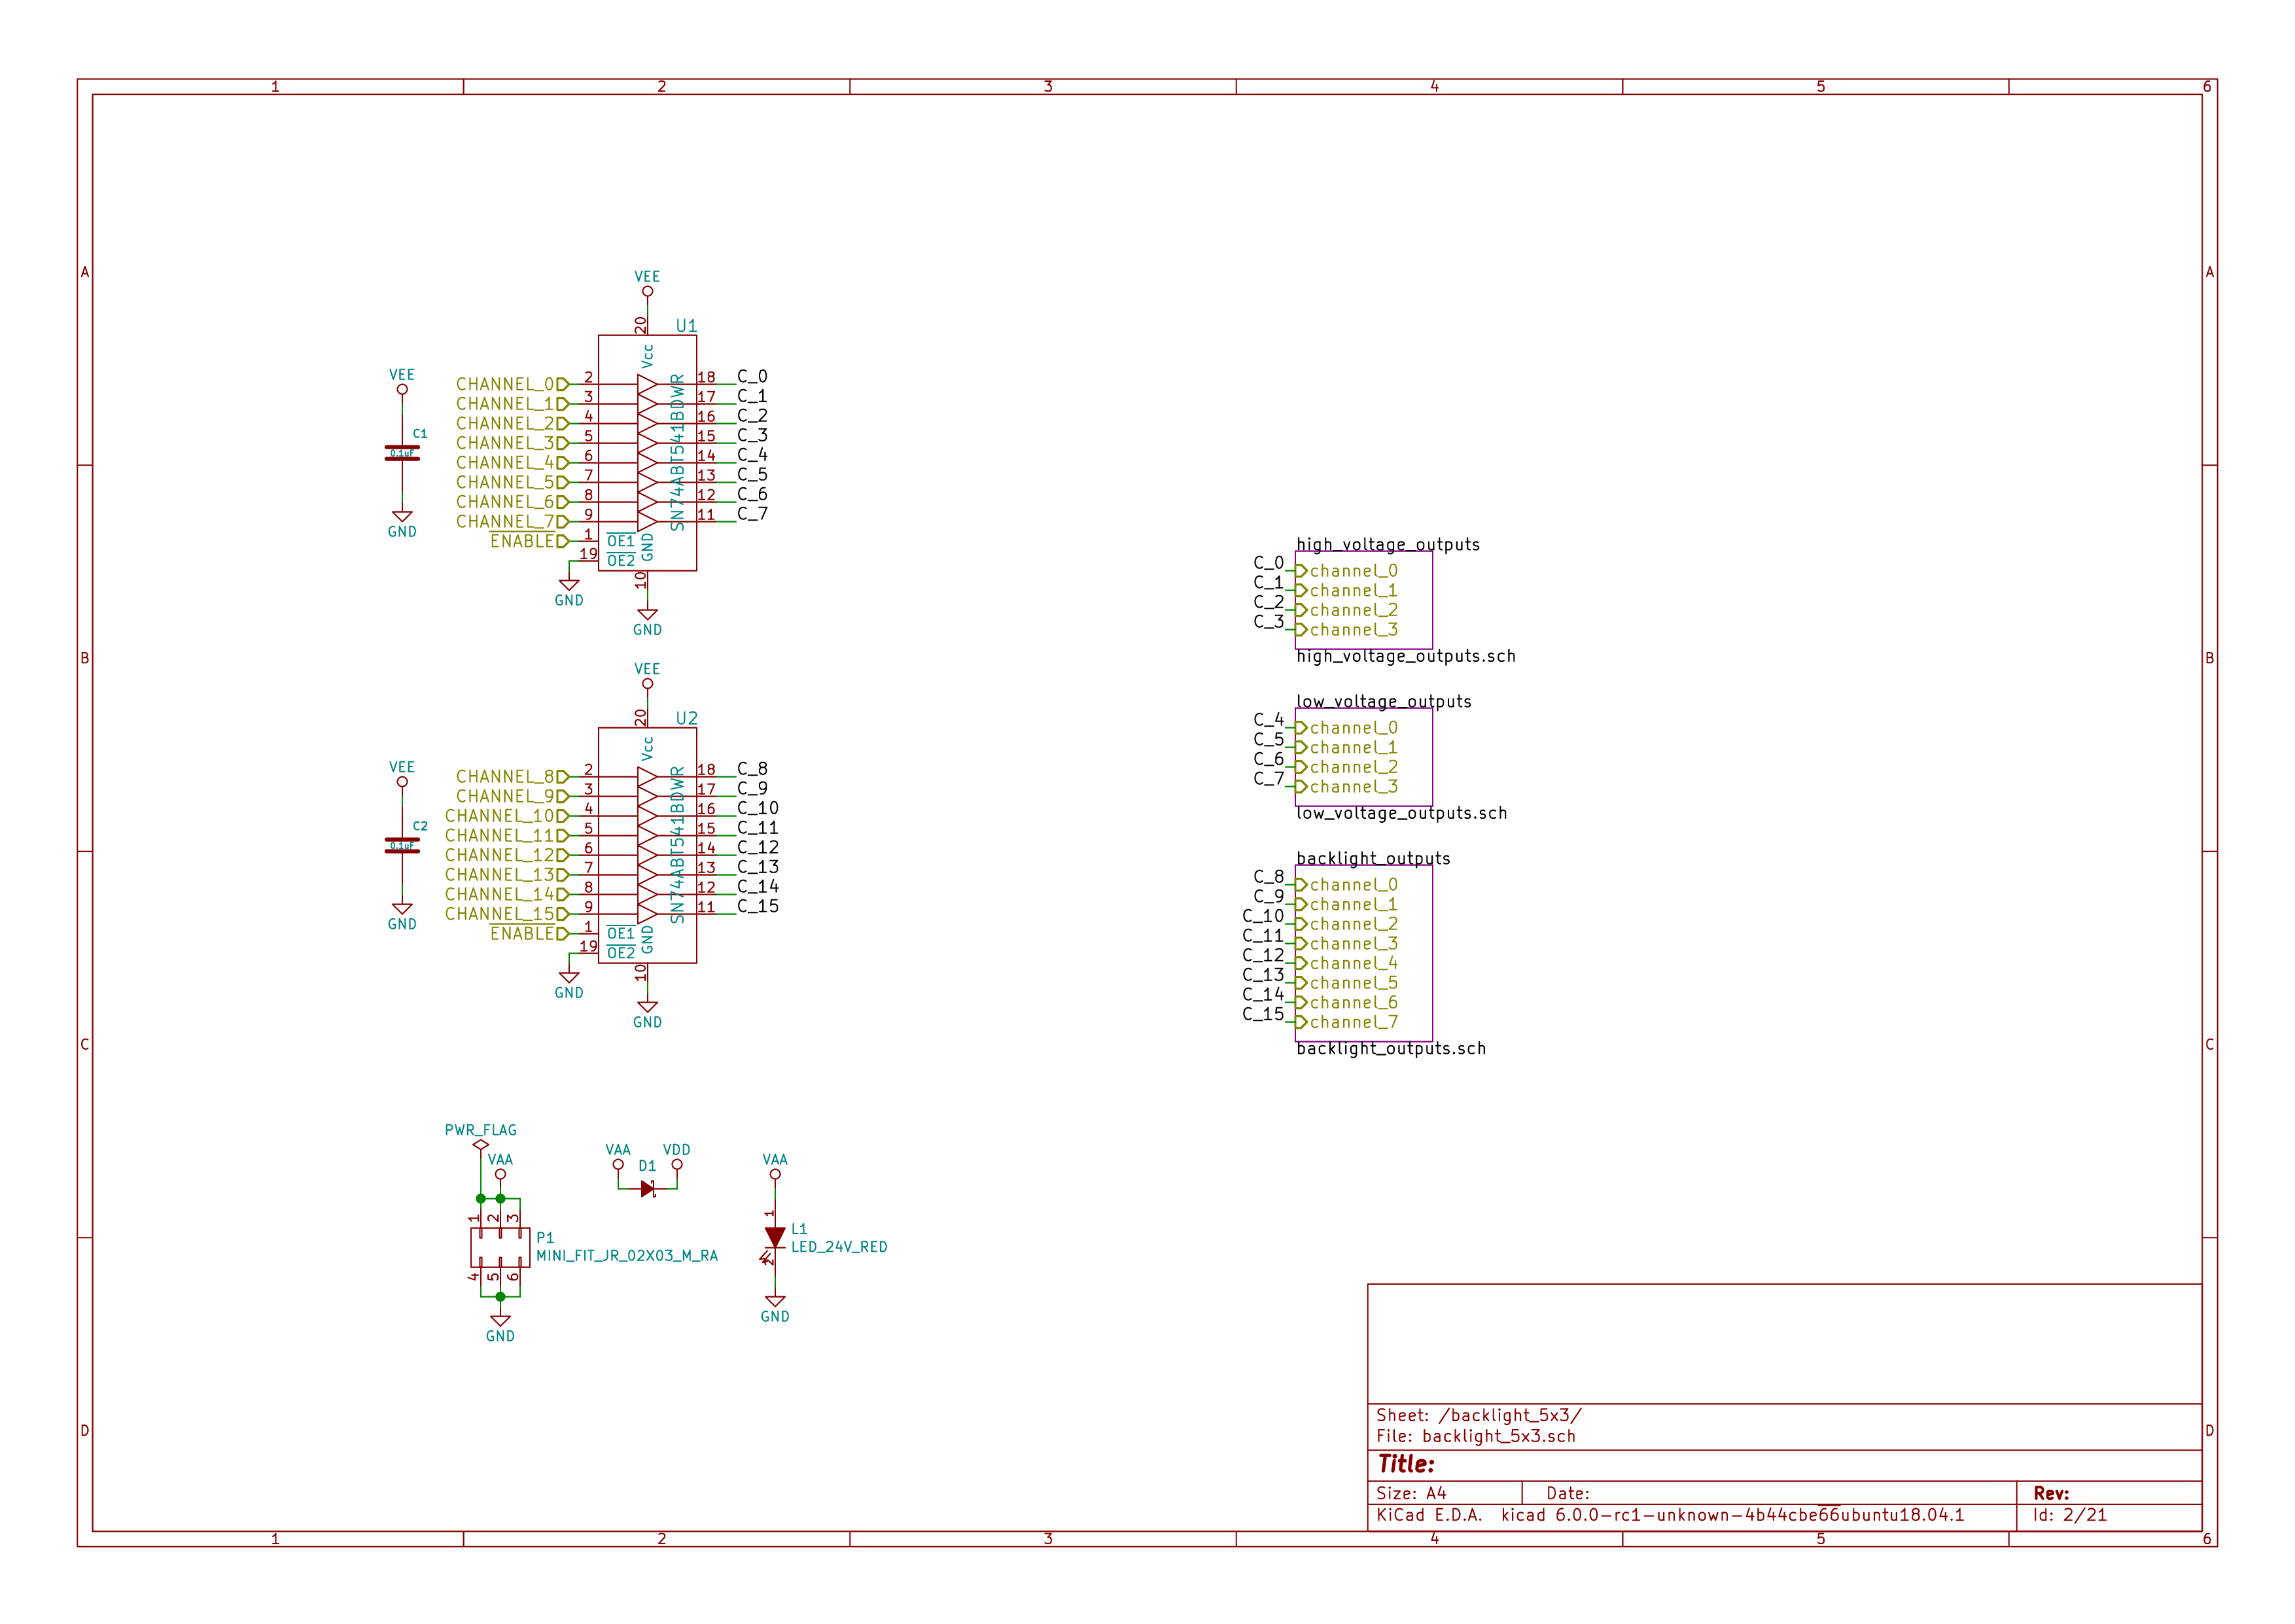 1 2 3 4 5 6
A A
B B
C C
D D
VEE
U1
20
Vcc
SN74ABT541BDWR
VEE
C1
0.1uF
GND
CHANNEL_0 2 18 C_0
CHANNEL_1 3 17 C_1
CHANNEL_2 4 16 C_2
CHANNEL_3 5 15 C_3
CHANNEL_4 6 14 C_4
CHANNEL_5 7 13 C_5
CHANNEL_6 8 12 C_6
CHANNEL_7 9 11 C_7
ENABLE 1 OE1
19 OE2
GND
GND
10
GND
VEE
U2
20
Vcc
SN74ABT541BDWR
VEE
C2
0.1uF
GND
CHANNEL_8 2 18 C_8
CHANNEL_9 3 17 C_9
CHANNEL_10 4 16 C_10
CHANNEL_11 5 15 C_11
CHANNEL_12 6 14 C_12
CHANNEL_13 7 13 C_13
CHANNEL_14 8 12 C_14
CHANNEL_15 9 11 C_15
ENABLE 1 OE1
19 OE2
GND
GND
10
GND
high_voltage_outputs
C_0 channel_0
C_1 channel_1
C_2 channel_2
C_3 channel_3
high_voltage_outputs.sch
low_voltage_outputs
C_4 channel_0
C_5 channel_1
C_6 channel_2
C_7 channel_3
low_voltage_outputs.sch
backlight_outputs
C_8 channel_0
C_9 channel_1
C_10 channel_2
C_11 channel_3
C_12 channel_4
C_13 channel_5
C_14 channel_6
C_15 channel_7
backlight_outputs.sch
PWR_FLAG
VAA
1 2 3
P1
MINI_FIT_JR_02X03_M_RA
4 5 6
GND
VAA D1 VDD
VAA
1
L1
LED_24V_RED
2
GND
Sheet: /backlight_5x3/
File: backlight_5x3.sch
Title:
Size: A4 Date: Rev:
KiCad E.D.A. kicad 6.0.0-rc1-unknown-4b44cbe66ubuntu18.04.1 Id: 2/21
1 2 3 4 5 6